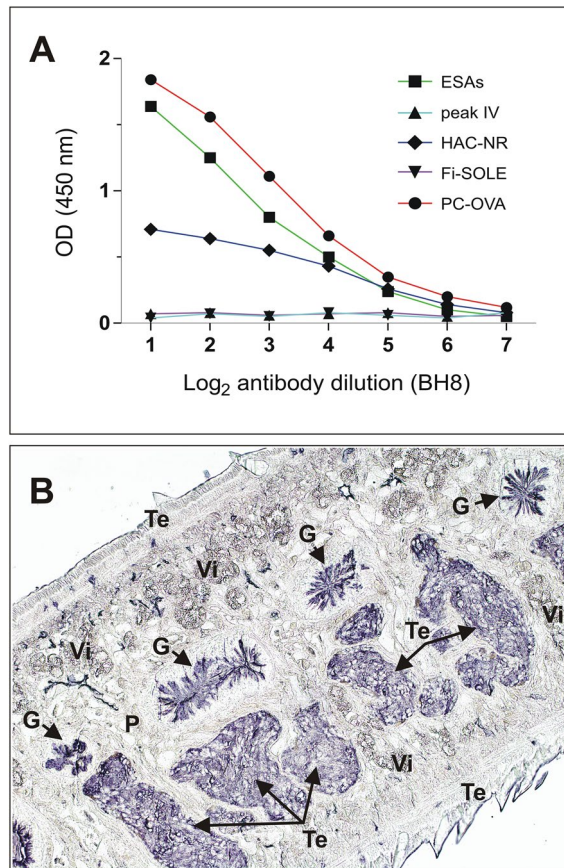 A
2
1
0
OD (450 nm)
ESAs
peak IV
HAC-NR
Fi-SOLE
PC-OVA
1 2 3 4 5 6 7
Log₂ antibody dilution (BH8)
B
Te
G
G
Vi
Te
Vi
Vi
G
G
P
Vi
Te
Te